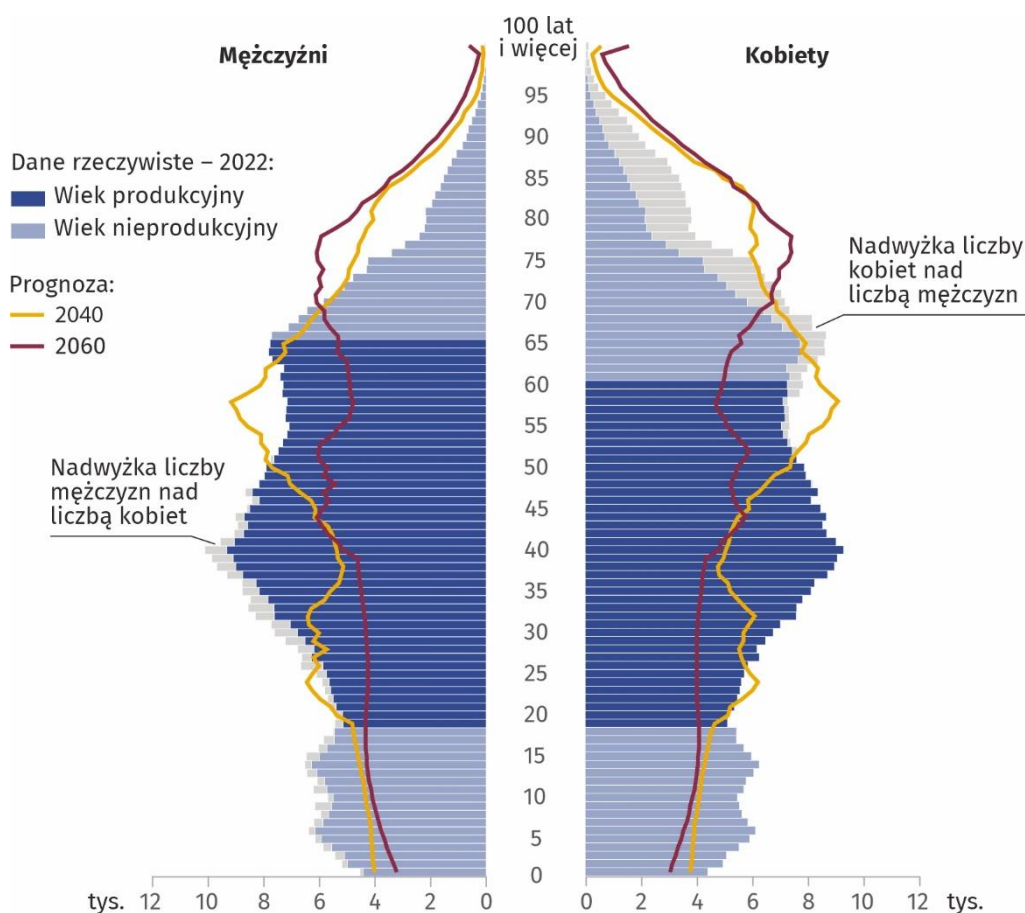 100 lat
i więcej
Mężczyźni
Kobiety
Dane rzeczywiste – 2022:
Wiek produkcyjny
Wiek nieprodukcyjny
Prognoza:
2040
2060
Nadwyżka liczby
kobiet nad
liczbą mężczyzn
Nadwyżka liczby
mężczyzn nad
liczbą kobiet
95
90
85
80
75
70
65
60
55
50
45
40
35
30
25
20
15
10
5
0
tys. 12 10 8 6 4 2 0
0 2 4 6 8 10 12 tys.